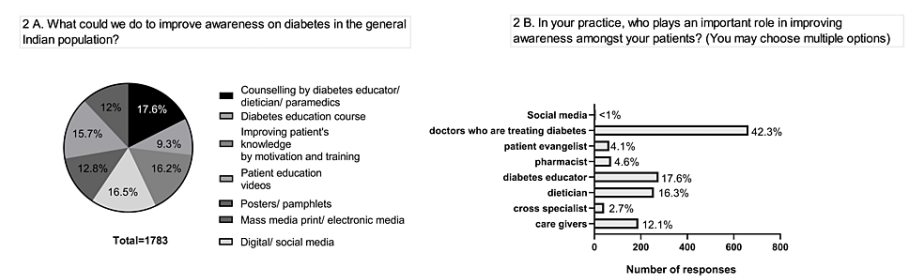 2 A. What could we do to improve awareness on diabetes in the general
Indian population?
12%
17.6%
15.7%
9.3%
12.8%
16.2%
16.5%
Total=1783
Counselling by diabetes educator/
dietician/ paramedics
Diabetes education course
Improving patient's
knowledge
by motivation and training
Patient education
videos
Posters/ pamphlets
Mass media print/ electronic media
Digital/ social media
2 B. In your practice, who plays an important role in improving
awareness amongst your patients? (You may choose multiple options)
Social media <1%
doctors who are treating diabetes 42.3%
patient evangelist 4.1%
pharmacist 4.6%
diabetes educator 17.6%
dietician 16.3%
cross specialist 2.7%
care givers 12.1%
0 200 400 600 800
Number of responses